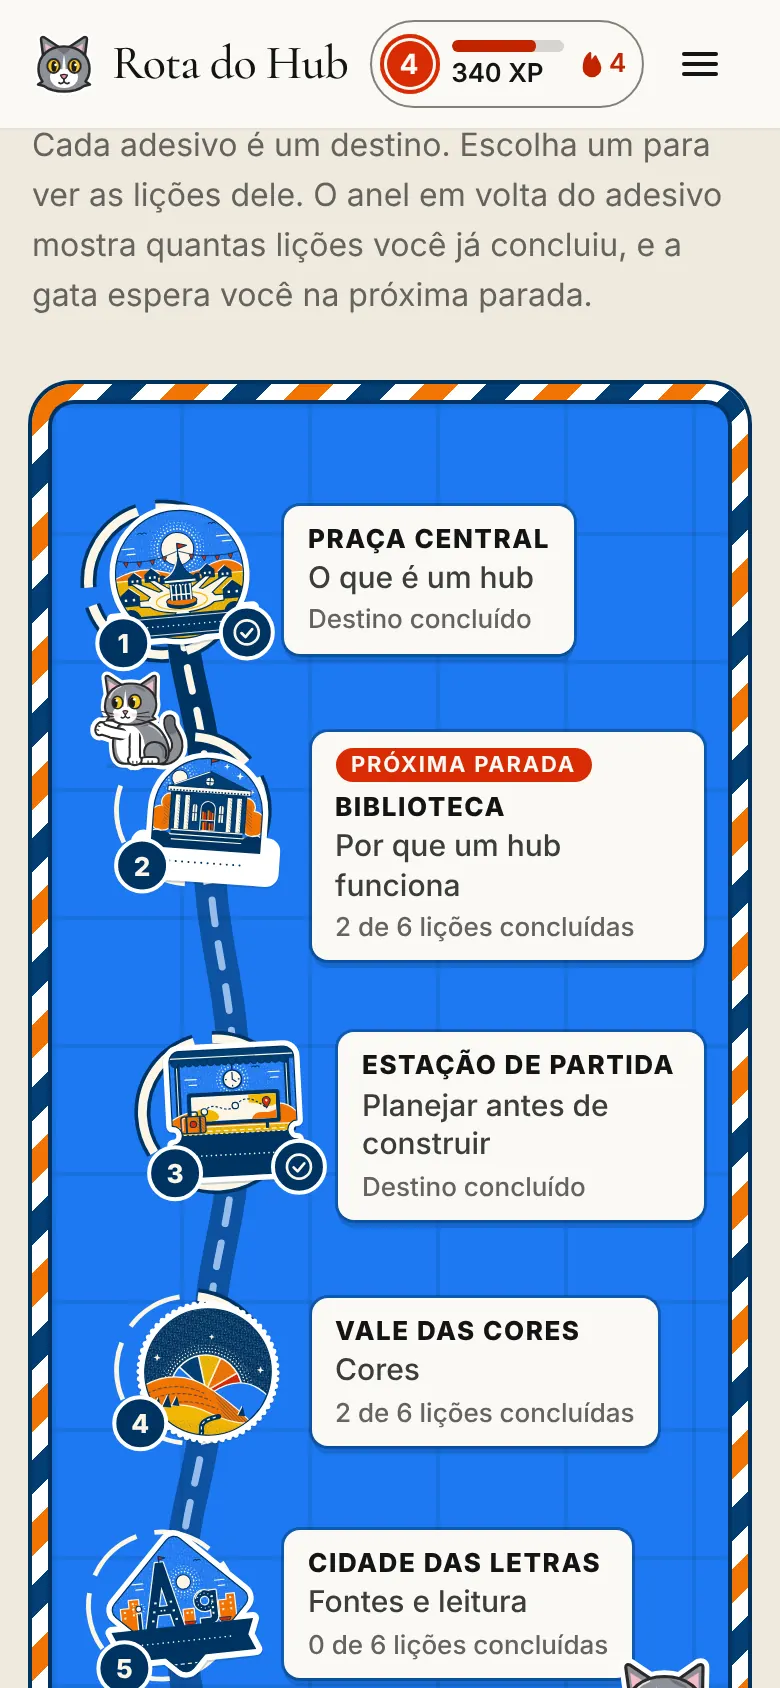 Rota do Hub
4
340 XP
4
Cada adesivo é um destino. Escolha um para
ver as lições dele. O anel em volta do adesivo
mostra quantas lições você já concluiu, e a
gata espera você na próxima parada.
PRAÇA CENTRAL
O que é um hub
Destino concluído
1
PRÓXIMA PARADA
BIBLIOTECA
Por que um hub
funciona
2 de 6 lições concluídas
2
ESTAÇÃO DE PARTIDA
Planejar antes de
construir
Destino concluído
3
VALE DAS CORES
Cores
2 de 6 lições concluídas
4
CIDADE DAS LETRAS
Fontes e leitura
0 de 6 lições concluídas
Ag
5